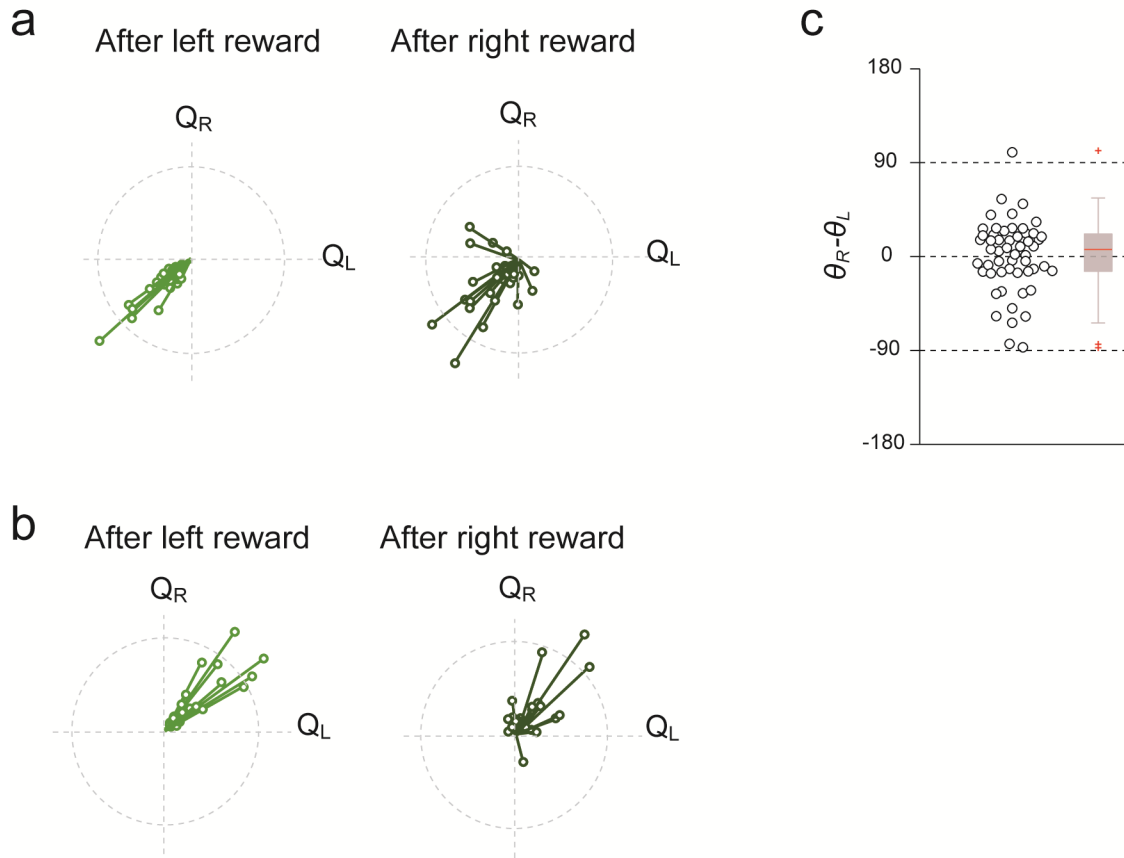 a
After left reward
After right reward
Q_R
Q_L
Q_R
Q_L
b
After left reward
After right reward
Q_R
Q_L
Q_R
Q_L
c
θ_R-θ_L
180
90
0
-90
-180